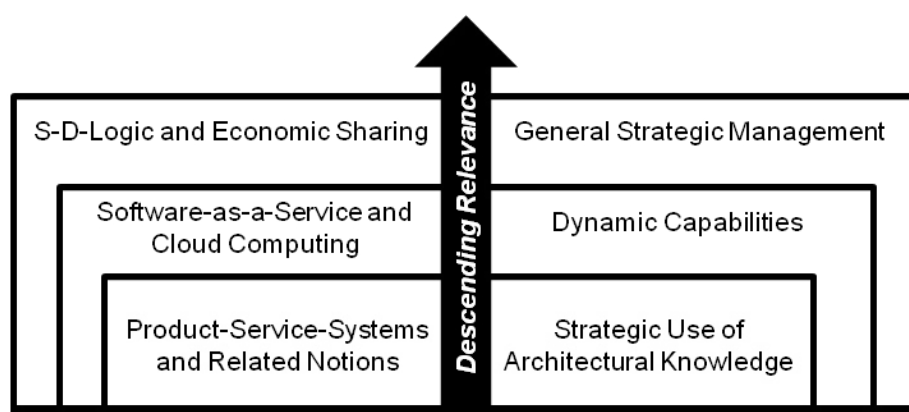 S-D-Logic and Economic Sharing
General Strategic Management
Software-as-a-Service and
Cloud Computing
Dynamic Capabilities
Product-Service-Systems
and Related Notions
Strategic Use of
Architectural Knowledge
Descending Relevance